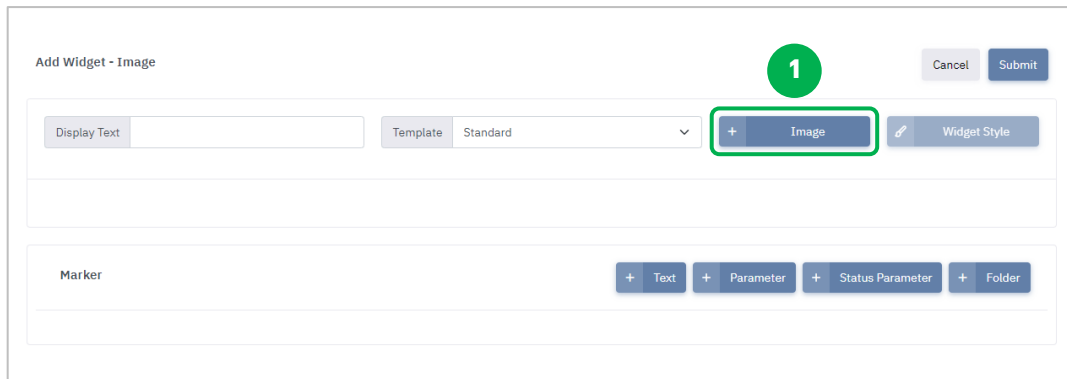 Add Widget - Image
1
Cancel
Submit
Display Text
Template
Standard
+ Image
Widget Style
Marker
+ Text
+ Parameter
+ Status Parameter
+ Folder